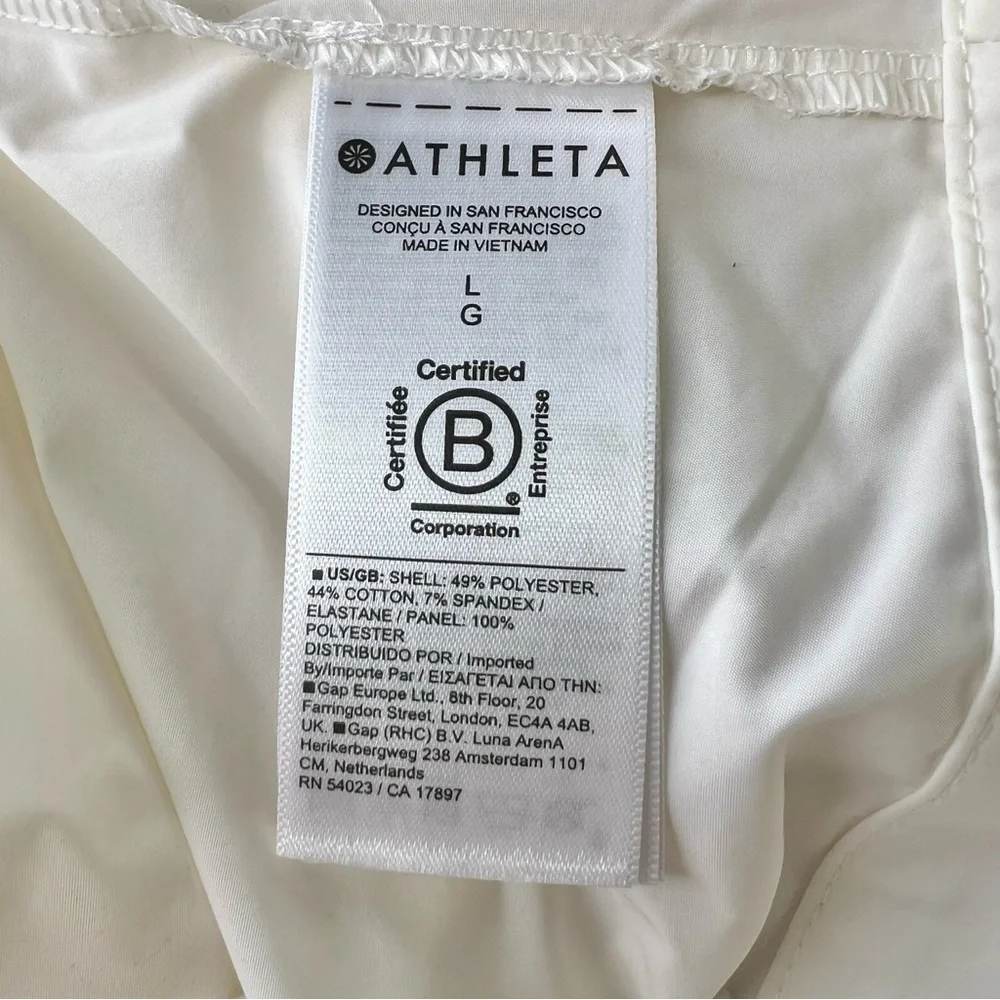 ATHLETA
DESIGNED IN SAN FRANCISCO
CONÇU À SAN FRANCISCO
MADE IN VIETNAM
L
G
Certified
Certifiée
B
Entreprise
®
Corporation
■ US/GB: SHELL: 49% POLYESTER,
44% COTTON, 7% SPANDEX /
ELASTANE / PANEL: 100%
POLYESTER
DISTRIBUIDO POR / Imported
By/Importe Par / ΕΙΣΑΓΕΤΑΙ ΑΠΟ ΤΗΝ:
■Gap Europe Ltd., 8th Floor, 20
Farringdon Street, London, EC4A 4AB,
UK. ■Gap (RHC) B.V. Luna ArenA
Herikerbergweg 238 Amsterdam 1101
CM, Netherlands
RN 54023 / CA 17897